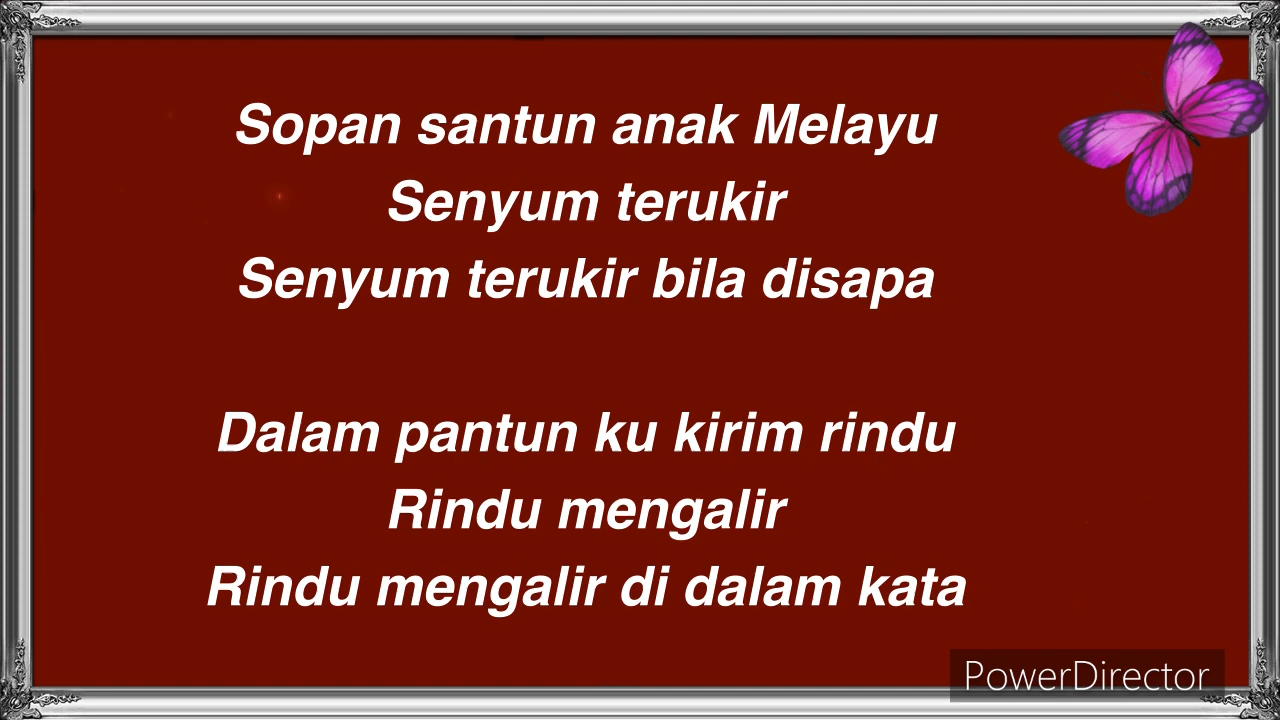 Sopan santun anak Melayu
Senyum terukir
Senyum terukir bila disapa
Dalam pantun ku kirim rindu
Rindu mengalir
Rindu mengalir di dalam kata
PowerDirector